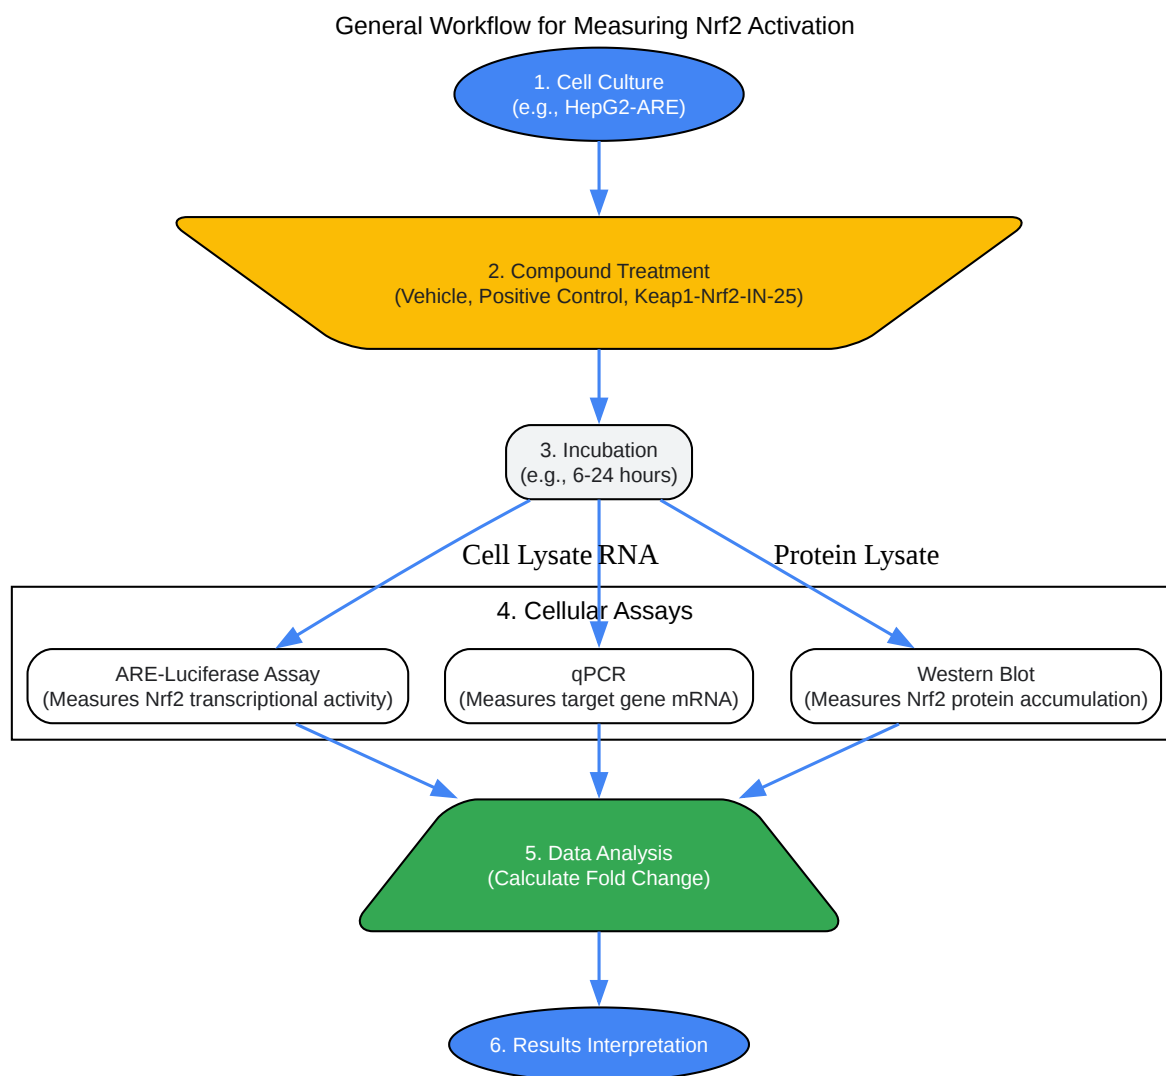 General Workflow for Measuring Nrf2 Activation
1. Cell Culture
(e.g., HepG2-ARE)
2. Compound Treatment
(Vehicle, Positive Control, Keap1-Nrf2-IN-25)
3. Incubation
(e.g., 6-24 hours)
Cell Lysate
RNA
Protein Lysate
4. Cellular Assays
ARE-Luciferase Assay
(Measures Nrf2 transcriptional activity)
qPCR
(Measures target gene mRNA)
Western Blot
(Measures Nrf2 protein accumulation)
5. Data Analysis
(Calculate Fold Change)
6. Results Interpretation